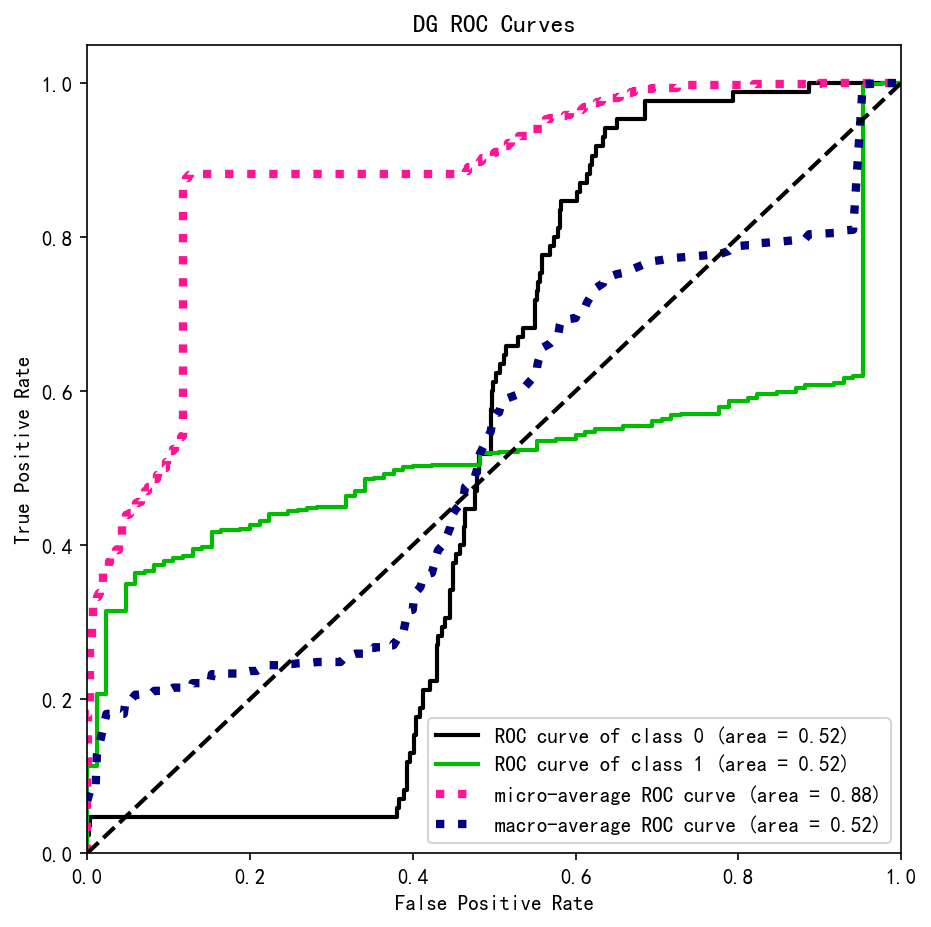 DG ROC Curves
1.0
0.8
0.6
0.4
0.2
0.0
True Positive Rate
ROC curve of class 0 (area = 0.52)
ROC curve of class 1 (area = 0.52)
micro-average ROC curve (area = 0.88)
macro-average ROC curve (area = 0.52)
0.0 0.2 0.4 0.6 0.8 1.0
False Positive Rate